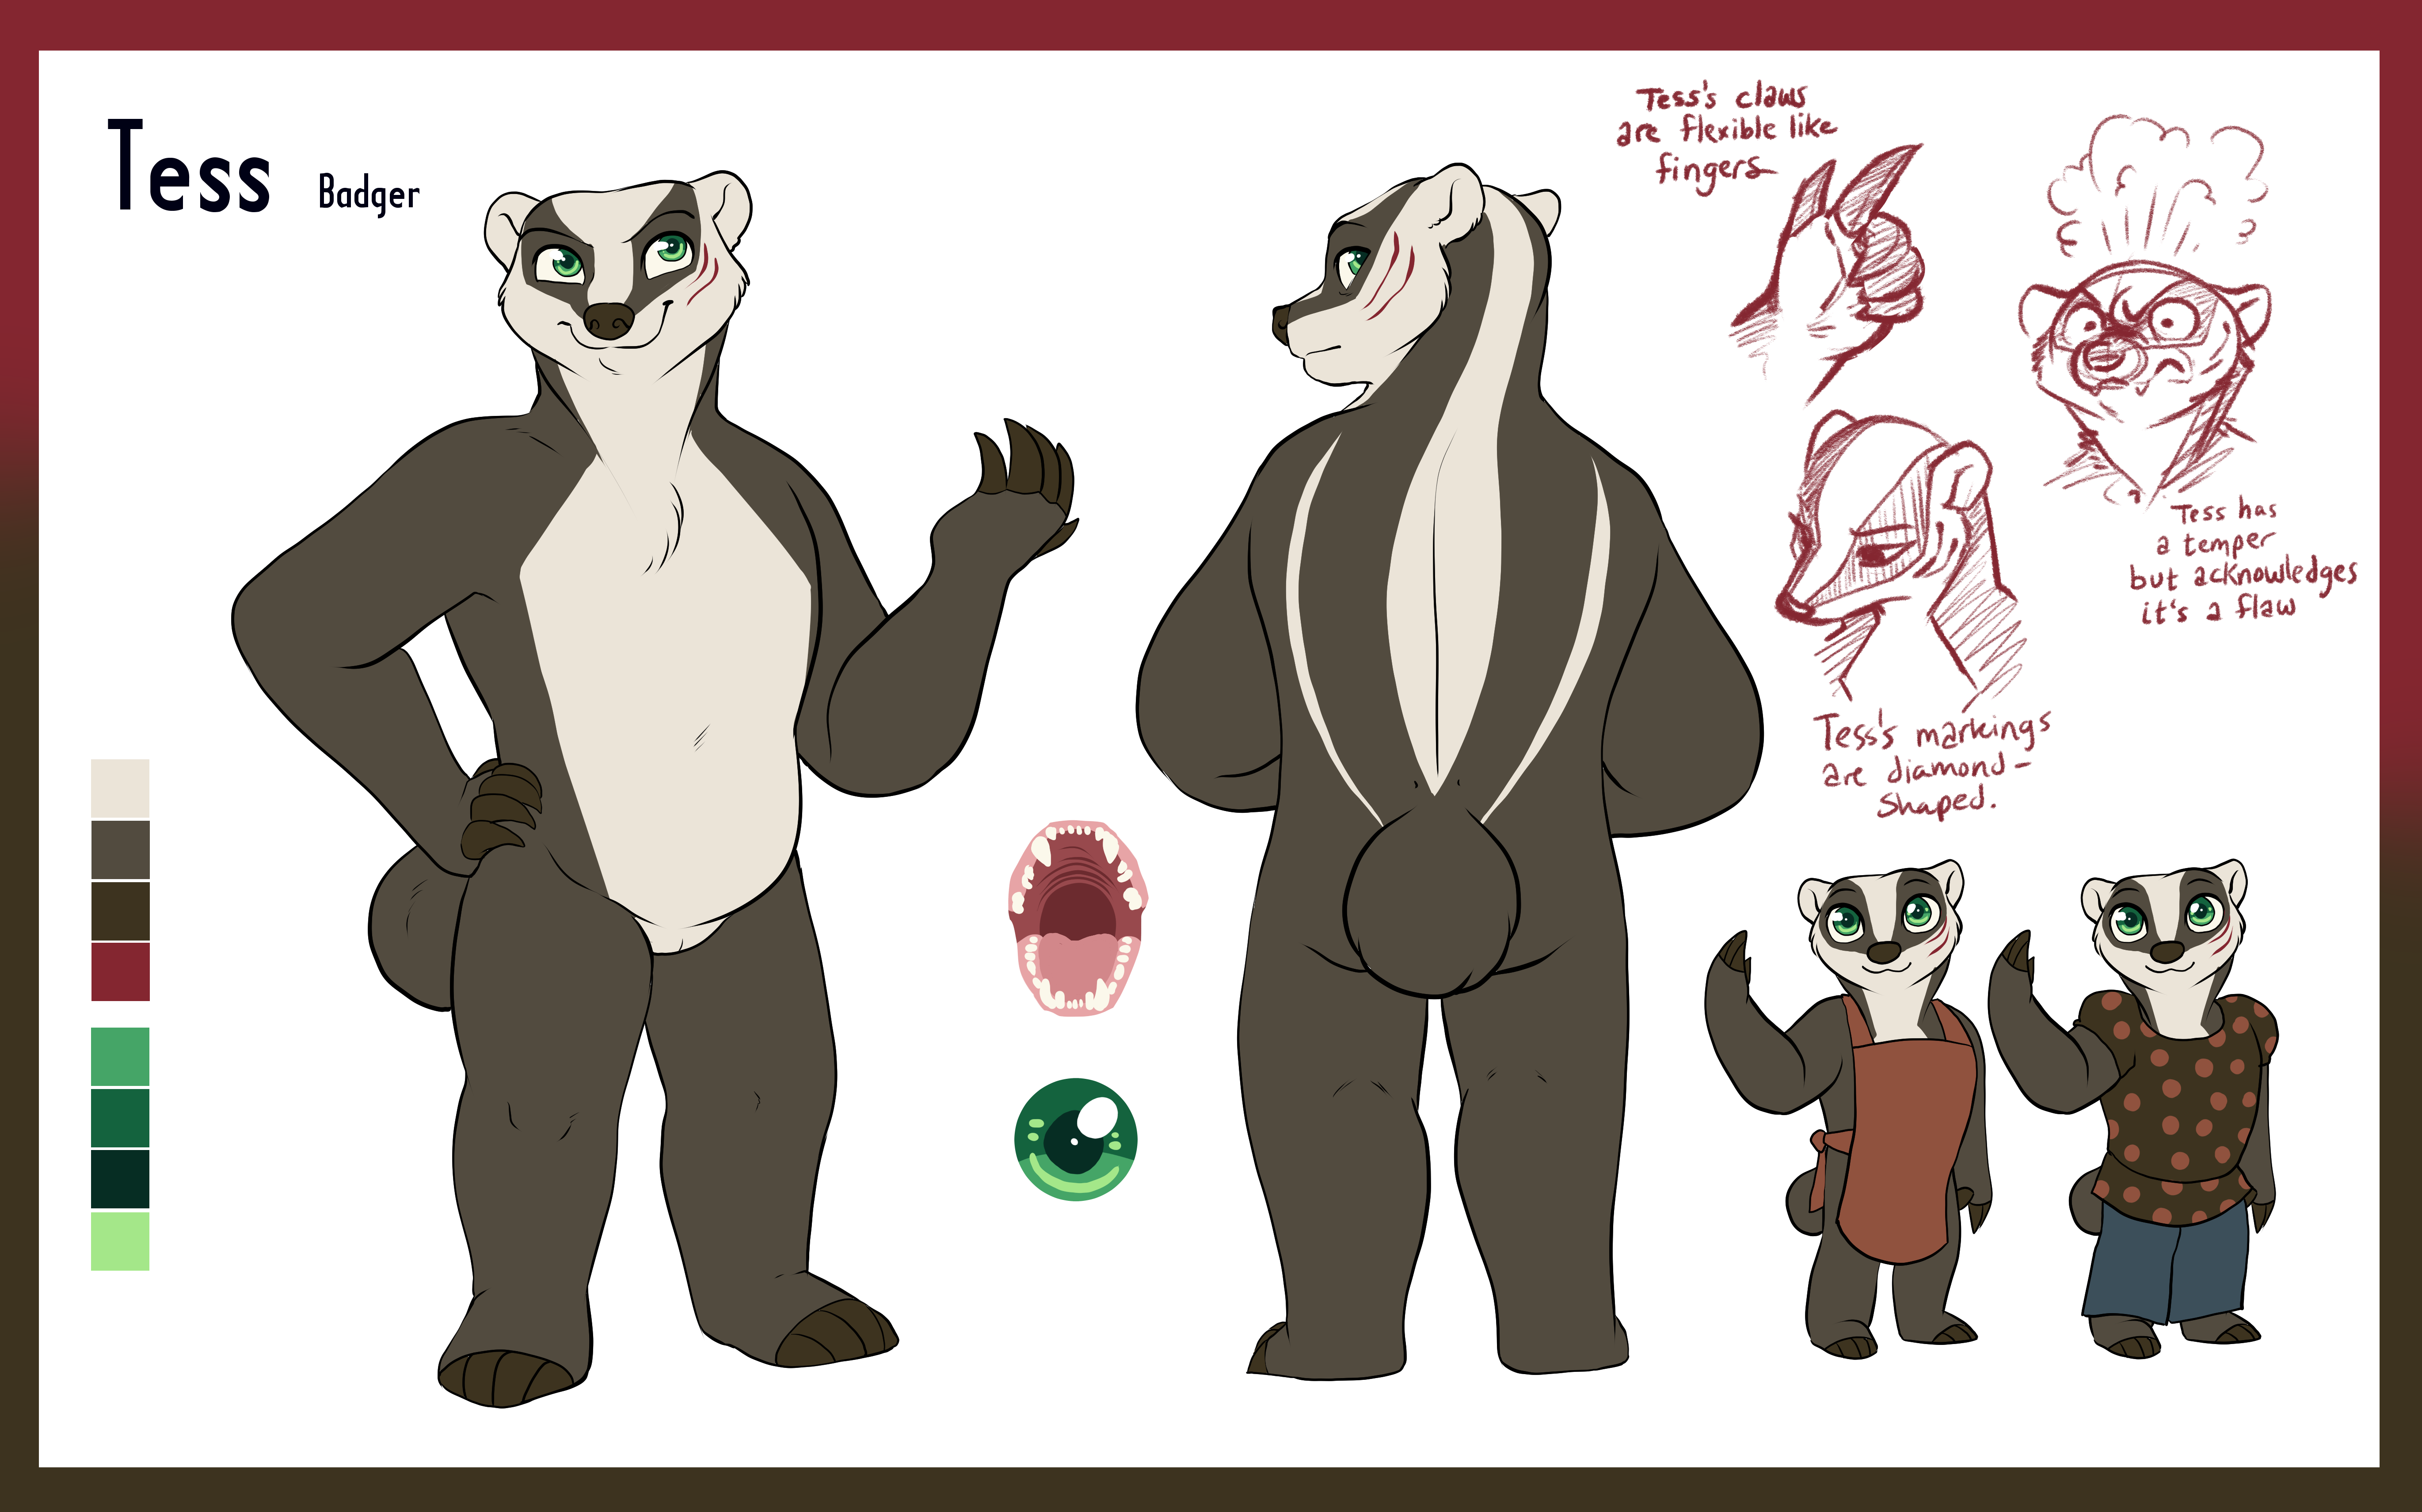 Tess Badger
Tess's claws
are flexible like
fingers
Tess has
a temper
but acknowledges
it's a flaw
Tess's markings
are diamond-
shaped.